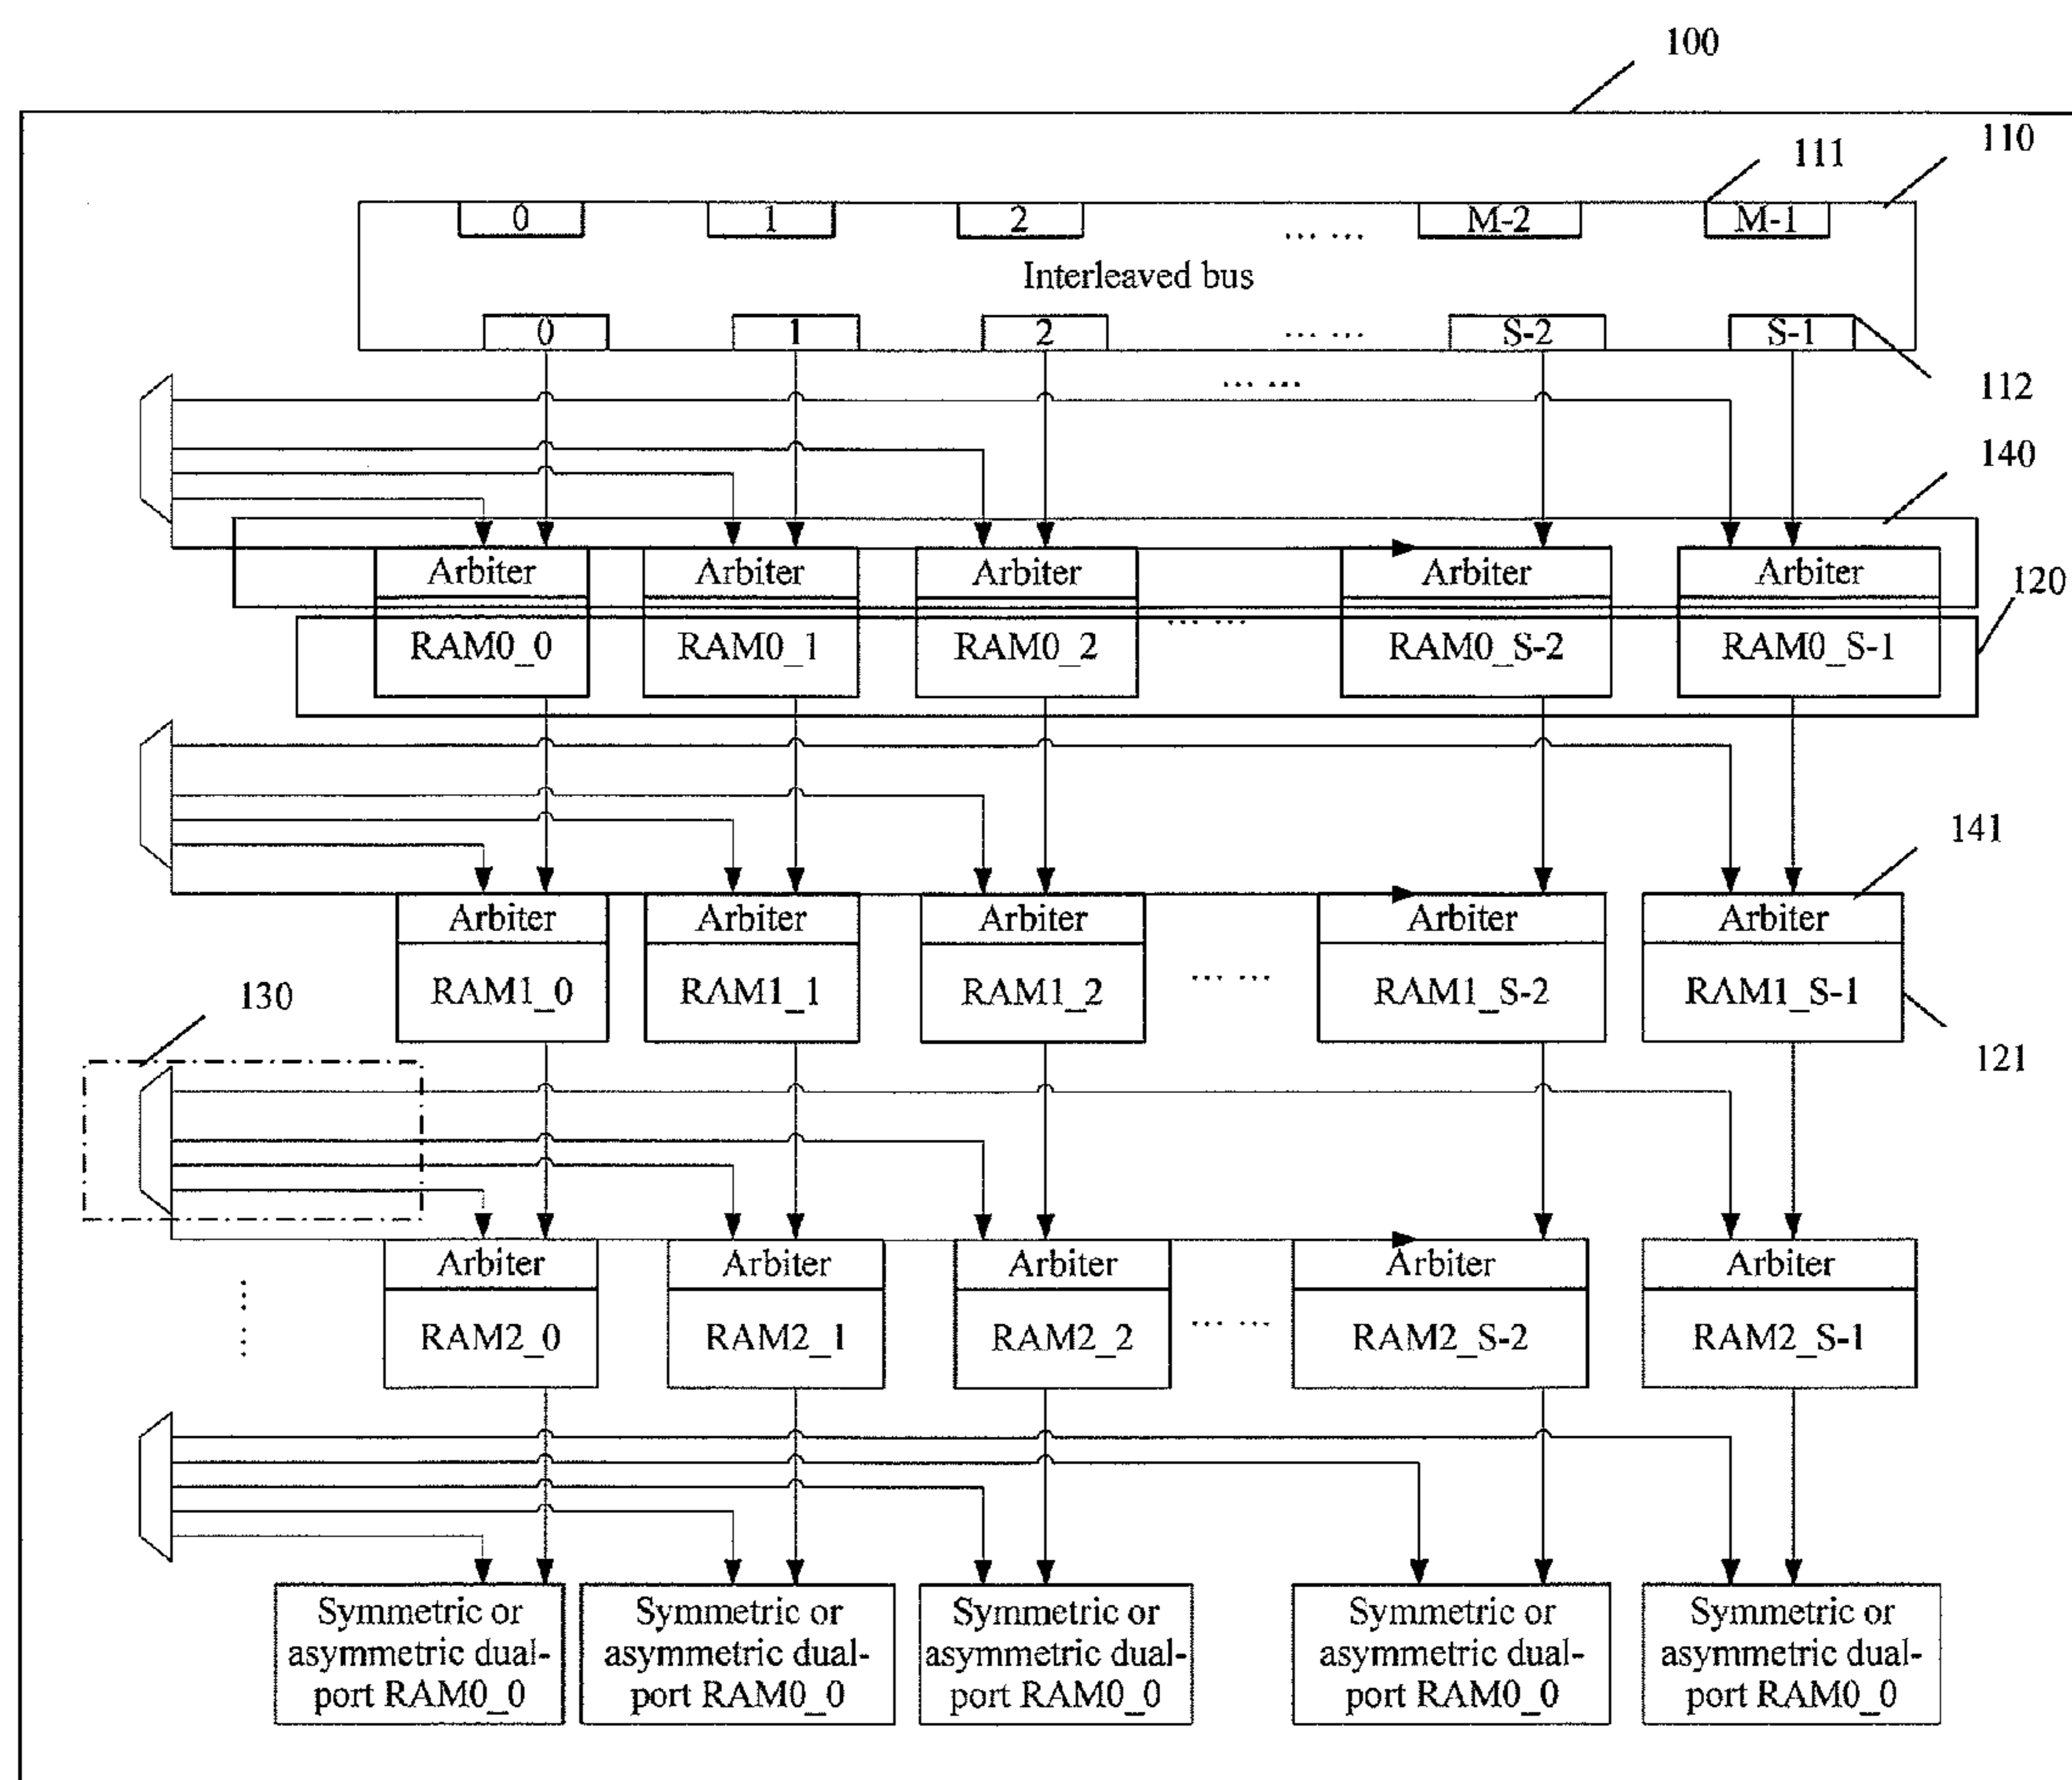 100
110
111
0 1 2 ... ... M-2 M-1
Interleaved bus
0 1 2 ... ... S-2 S-1
... ...
112
140
Arbiter Arbiter Arbiter Arbiter Arbiter
120
RAM0_0 RAM0_1 RAM0_2 ... ... RAM0_S-2 RAM0_S-1
141
Arbiter Arbiter Arbiter Arbiter Arbiter
RAM1_0 RAM1_1 RAM1_2 ... ... RAM1_S-2 RAM1_S-1
130
121
Arbiter Arbiter Arbiter Arbiter Arbiter
RAM2_0 RAM2_1 RAM2_2 ... ... RAM2_S-2 RAM2_S-1
Symmetric or
asymmetric dual-
port RAM0_0
Symmetric or
asymmetric dual-
port RAM0_0
Symmetric or
asymmetric dual-
port RAM0_0
Symmetric or
asymmetric dual-
port RAM0_0
Symmetric or
asymmetric dual-
port RAM0_0